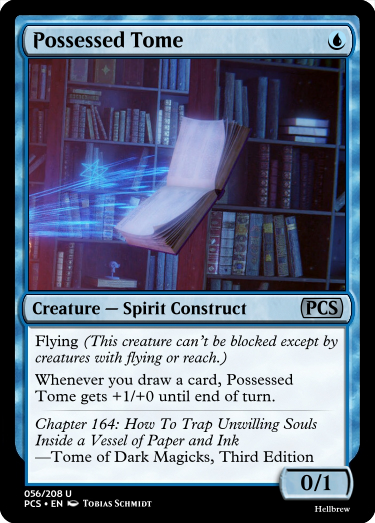 Possessed Tome
Creature — Spirit Construct
PCS
Flying (This creature can't be blocked except by
creatures with flying or reach.)
Whenever you draw a card, Possessed
Tome gets +1/+0 until end of turn.
Chapter 164: How To Trap Unwilling Souls
Inside a Vessel of Paper and Ink
—Tome of Dark Magicks, Third Edition
0/1
056/208 U
PCS • EN Tobias Schmidt
Hellbrew